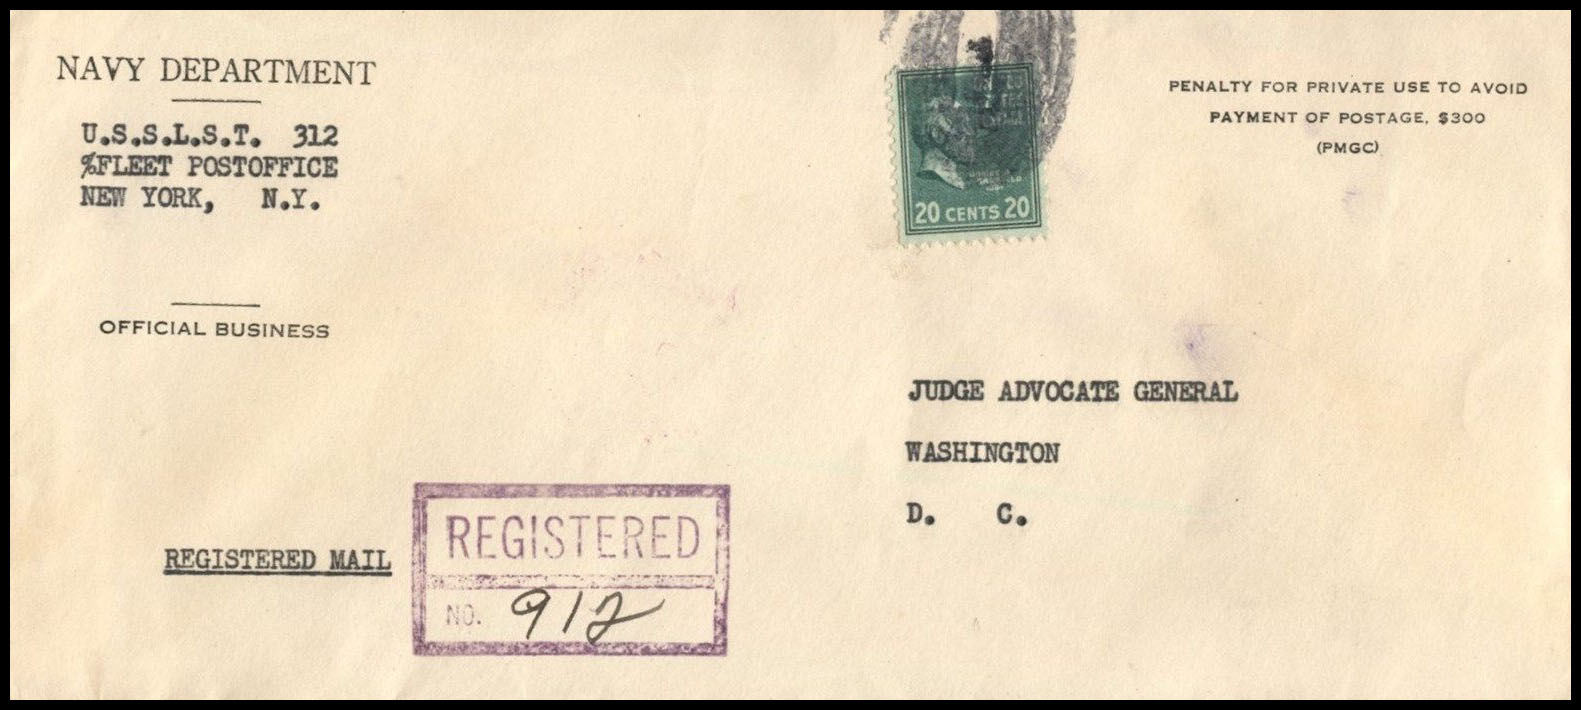 NAVY DEPARTMENT
U.S.S.L.S.T. 312
%FLEET POSTOFFICE
NEW YORK, N.Y.
OFFICIAL BUSINESS
20 CENTS 20
PENALTY FOR PRIVATE USE TO AVOID
PAYMENT OF POSTAGE, $300
(PMGC)
JUDGE ADVOCATE GENERAL
WASHINGTON
D. C.
REGISTERED MAIL
REGISTERED
NO. 912